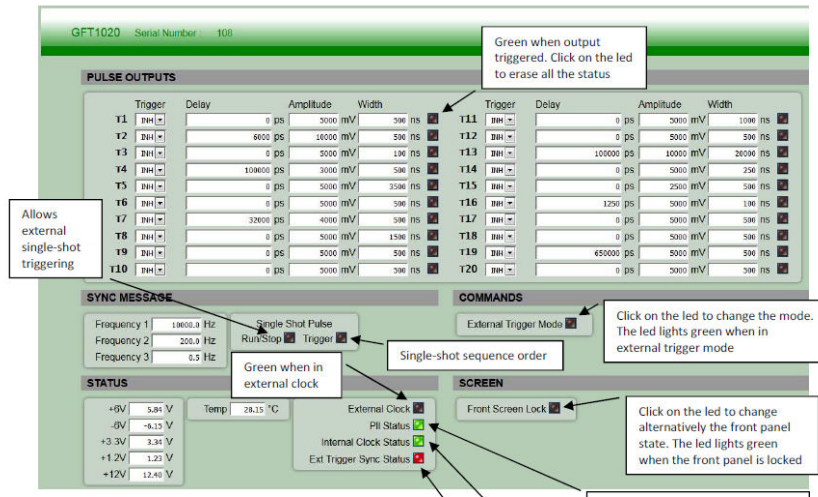 GFT1020 Serial Number : 108
Green when output
triggered. Click on the led
to erase all the status
PULSE OUTPUTS
Trigger Delay Amplitude Width Trigger Delay Amplitude Width
T1 INH 0 ps 5000 mV 500 ns T11 INH 0 ps 5000 mV 1000 ns
T2 INH 6000 ps 10000 mV 500 ns T12 INH 0 ps 5000 mV 500 ns
T3 INH 0 ps 5000 mV 100 ns T13 INH 100000 ps 10000 mV 20000 ns
T4 INH 100000 ps 3000 mV 500 ns T14 INH 0 ps 5000 mV 250 ns
T5 INH 0 ps 5000 mV 3500 ns T15 INH 0 ps 2500 mV 500 ns
T6 INH 0 ps 5000 mV 500 ns T16 INH 1250 ps 5000 mV 100 ns
T7 INH 32000 ps 4000 mV 500 ns T17 INH 0 ps 5000 mV 500 ns
T8 INH 0 ps 5000 mV 1500 ns T18 INH 0 ps 5000 mV 500 ns
T9 INH 0 ps 5000 mV 500 ns T19 INH 650000 ps 5000 mV 500 ns
T10 INH 0 ps 5000 mV 500 ns T20 INH 0 ps 5000 mV 500 ns
Allows
external
single-shot
triggering
SYNC MESSAGE
Frequency 1 10000.0 Hz
Frequency 2 200.0 Hz
Frequency 3 0.5 Hz
Single Shot Pulse
Run/Stop Trigger
Single-shot sequence order
Green when in
external clock
COMMANDS
External Trigger Mode
Click on the led to change the mode.
The led lights green when in
external trigger mode
STATUS
+6V 5.84 V
-6V -6.15 V
+3.3V 3.34 V
+1.2V 1.23 V
+12V 12.40 V
Temp 28.15 °C
External Clock
Pll Status
Internal Clock Status
Ext Trigger Sync Status
SCREEN
Front Screen Lock
Click on the led to change
alternatively the front panel
state. The led lights green
when the front panel is locked